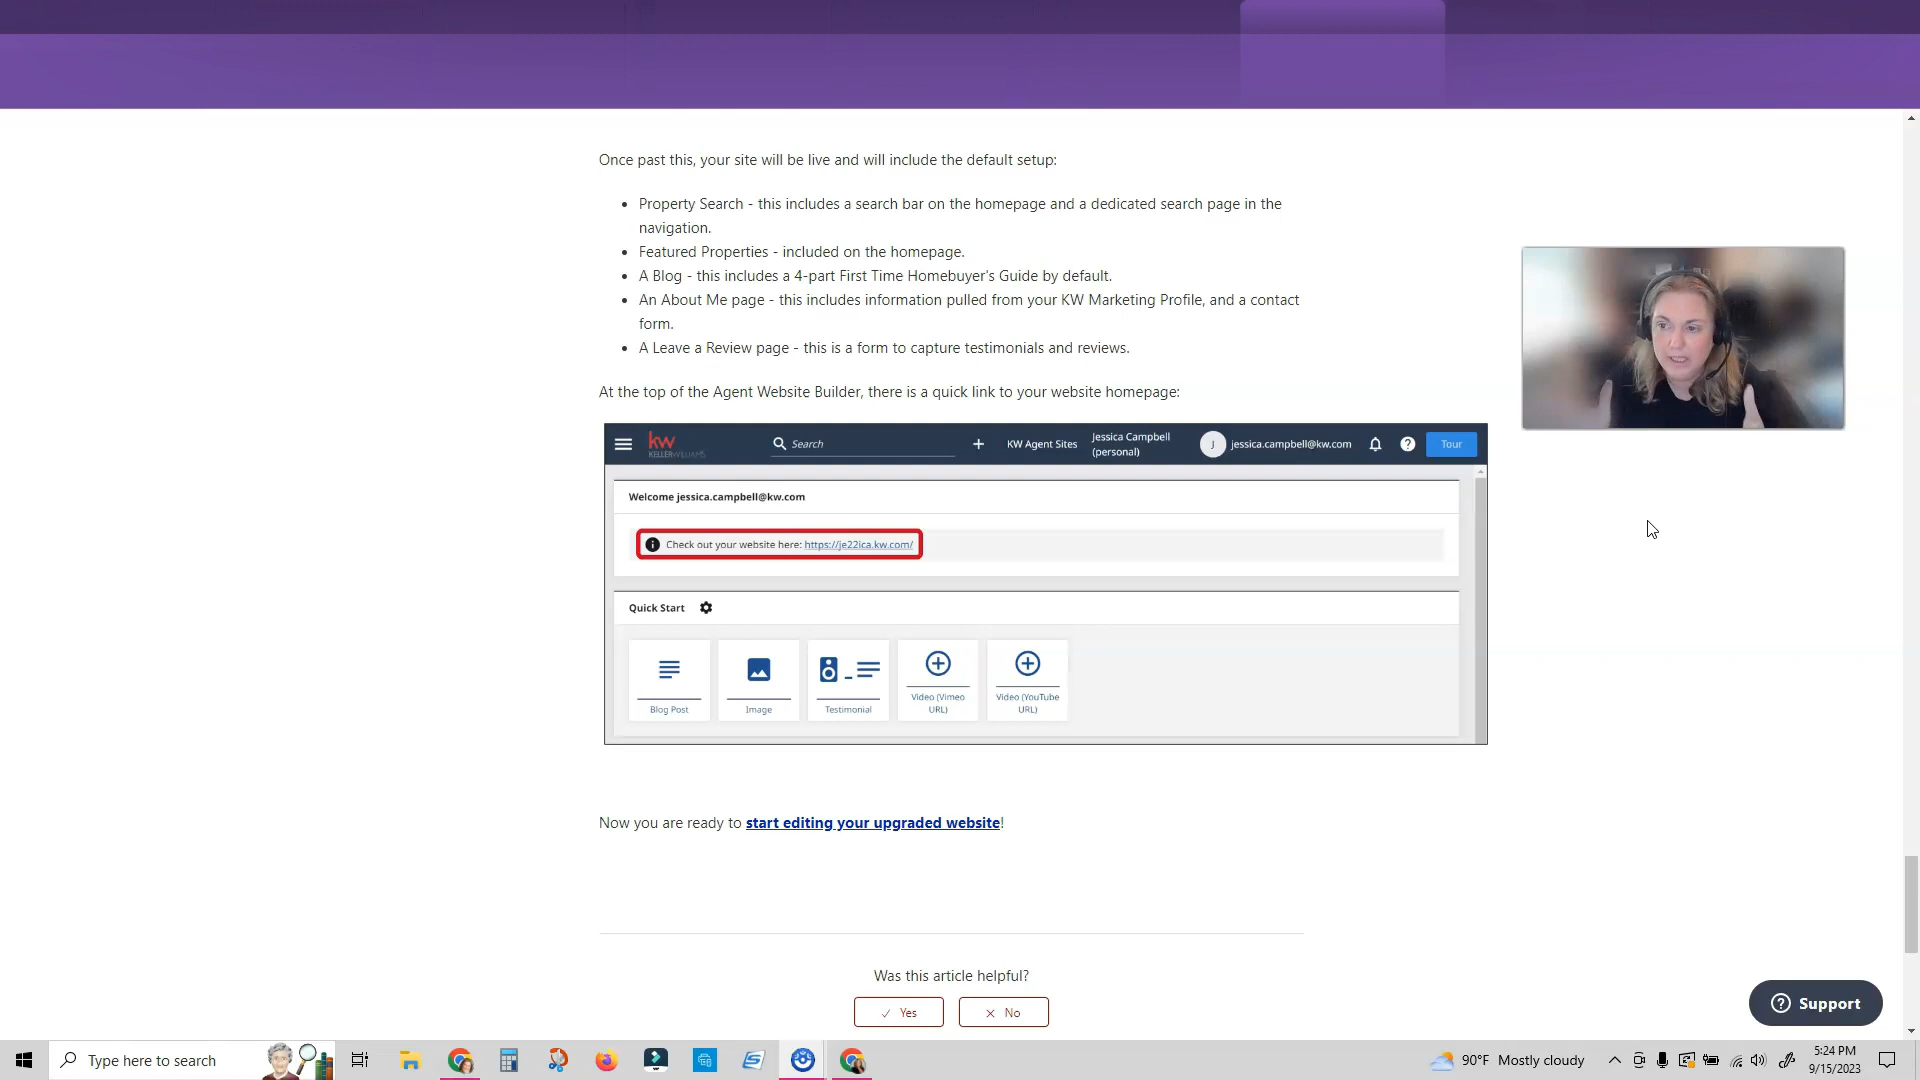 Once past this, your site will be live and will include the default setup:
Property Search - this includes a search bar on the homepage and a dedicated search page in the
navigation.
Featured Properties - included on the homepage.
A Blog - this includes a 4-part First Time Homebuyer's Guide by default.
An About Me page - this includes information pulled from your KW Marketing Profile, and a contact
form.
A Leave a Review page - this is a form to capture testimonials and reviews.
At the top of the Agent Website Builder, there is a quick link to your website homepage:
kw
KELLERWILLIAMS
Search
KW Agent Sites
Jessica Campbell
(personal)
J
jessica.campbell@kw.com
Tour
Welcome jessica.campbell@kw.com
Check out your website here: https://je22ica.kw.com/
Quick Start
Blog Post
Image
Testimonial
Video (Vimeo
URL)
Video (YouTube
URL)
Now you are ready to start editing your upgraded website!
Was this article helpful?
Yes
No
Support
Type here to search
90°F Mostly cloudy
5:24 PM
9/15/2023